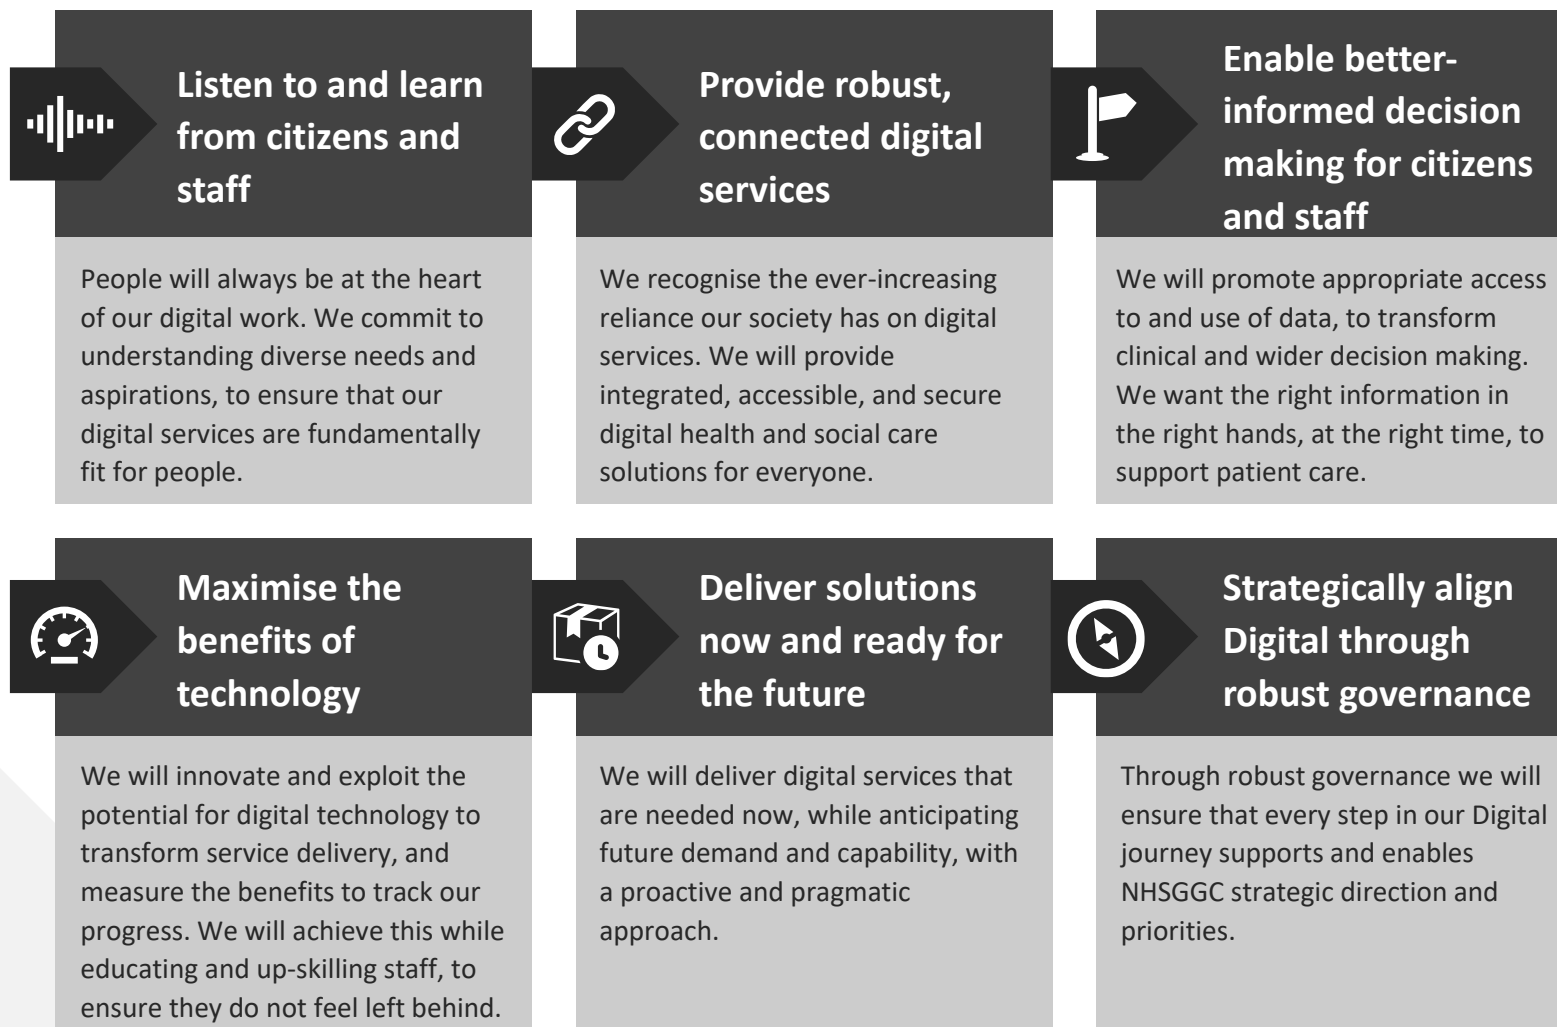 Listen to and learn
from citizens and
staff
People will always be at the heart
of our digital work. We commit to
understanding diverse needs and
aspirations, to ensure that our
digital services are fundamentally
fit for people.
Provide robust,
connected digital
services
We recognise the ever-increasing
reliance our society has on digital
services. We will provide
integrated, accessible, and secure
digital health and social care
solutions for everyone.
Enable better-
informed decision
making for citizens
and staff
We will promote appropriate access
to and use of data, to transform
clinical and wider decision making.
We want the right information in
the right hands, at the right time, to
support patient care.
Maximise the
benefits of
technology
We will innovate and exploit the
potential for digital technology to
transform service delivery, and
measure the benefits to track our
progress. We will achieve this while
educating and up-skilling staff, to
ensure they do not feel left behind.
Deliver solutions
now and ready for
the future
We will deliver digital services that
are needed now, while anticipating
future demand and capability, with
a proactive and pragmatic
approach.
Strategically align
Digital through
robust governance
Through robust governance we will
ensure that every step in our Digital
journey supports and enables
NHSGGC strategic direction and
priorities.